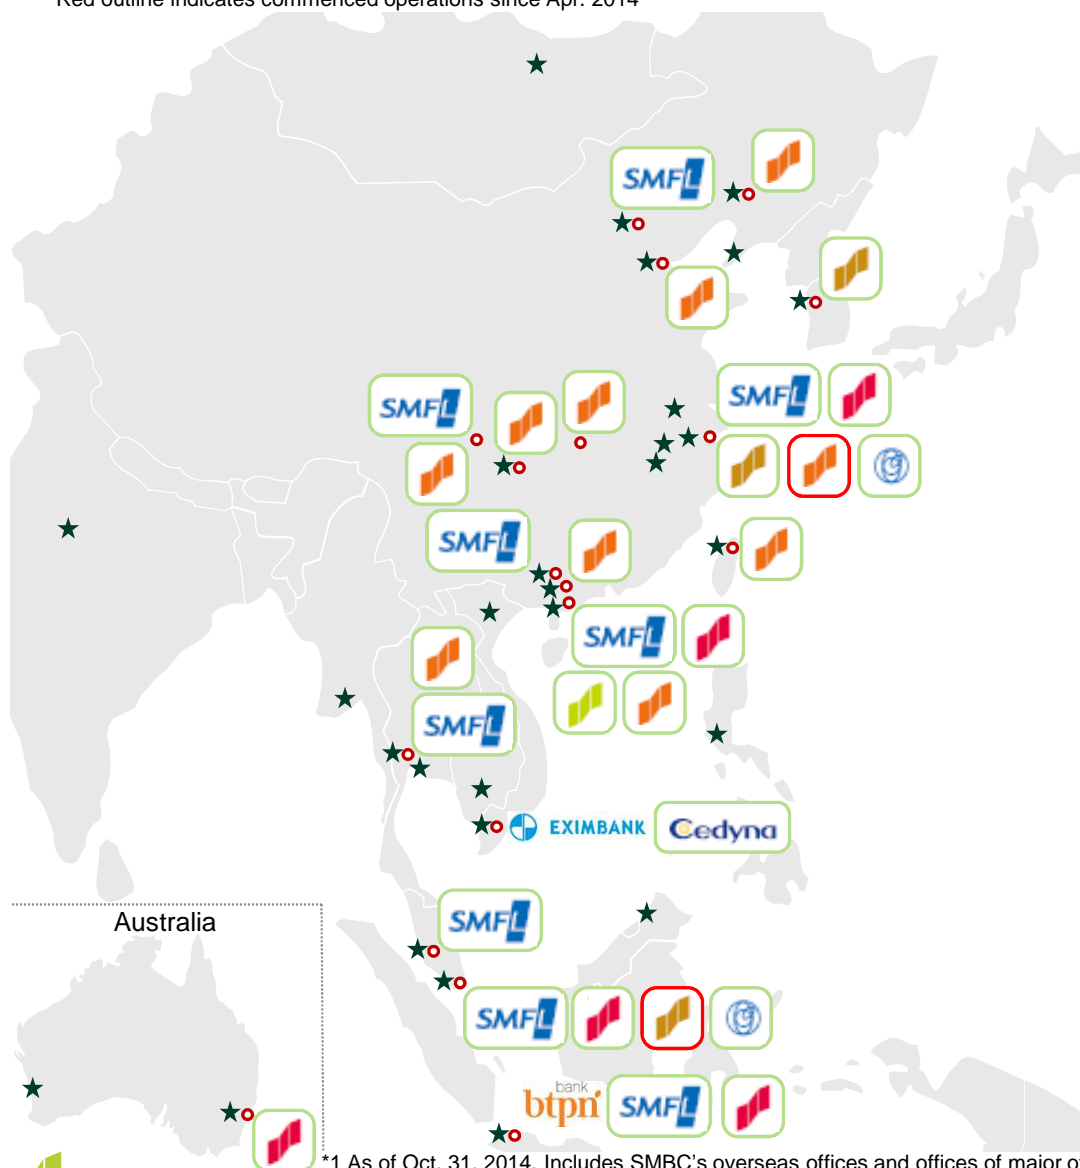 Red outline indicates commenced operations since Apr. 2014
SMFL
SMFL
SMFL
SMFL
SMFL
SMFL
EXIMBANK
Cedyna
Australia
SMFL
SMFL
bank
btpn
SMFL
*1 As of Oct. 31, 2014. Includes SMBC's overseas offices and offices of major o